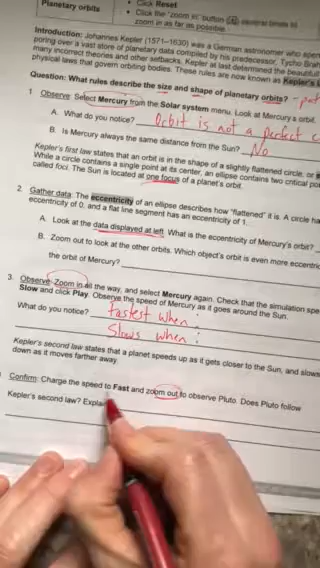 Planetary orbits
Click Reset
Click the "zoom in" button
zoom in as far as possible.
Introduction: Johannes Kepler (1571–1630) was a German astronomer who spen
poring over a vast store of planetary data compiled by his predecessor, Tycho Brah
many incorrect theories and other setbacks, Kepler at last determined the beautiful
physical laws that govern orbiting bodies. These rules are now known as Kepler's
Question: What rules describe the size and shape of planetary orbits?
1. Observe: Select Mercury from the Solar system menu. Look at Mercury's orbit.
A. What do you notice? Orbit is not a perfect c
B. Is Mercury always the same distance from the Sun? No
Kepler's first law states that an orbit is in the shape of a slightly flattened circle, or
While a circle contains a single point at its center, an ellipse contains two critical po
called foci. The Sun is located at one focus of a planet's orbit.
2. Gather data: The eccentricity of an ellipse describes how "flattened" it is. A circle ha
eccentricity of 0, and a flat line segment has an eccentricity of 1.
A. Look at the data displayed at left. What is the eccentricity of Mercury's orbit?
B. Zoom out to look at the other orbits. Which object's orbit is even more eccentric
the orbit of Mercury?
3. Observe: Zoom in all the way, and select Mercury again. Check that the simulation spe
Slow and click Play. Observe the speed of Mercury as it goes around the Sun.
What do you notice? fastest when :
Slows when :
Kepler's second law states that a planet speeds up as it gets closer to the Sun, and slows
down as it moves farther away.
Confirm: Charge the speed to Fast and zoom out to observe Pluto. Does Pluto follow
Kepler's second law? Explai